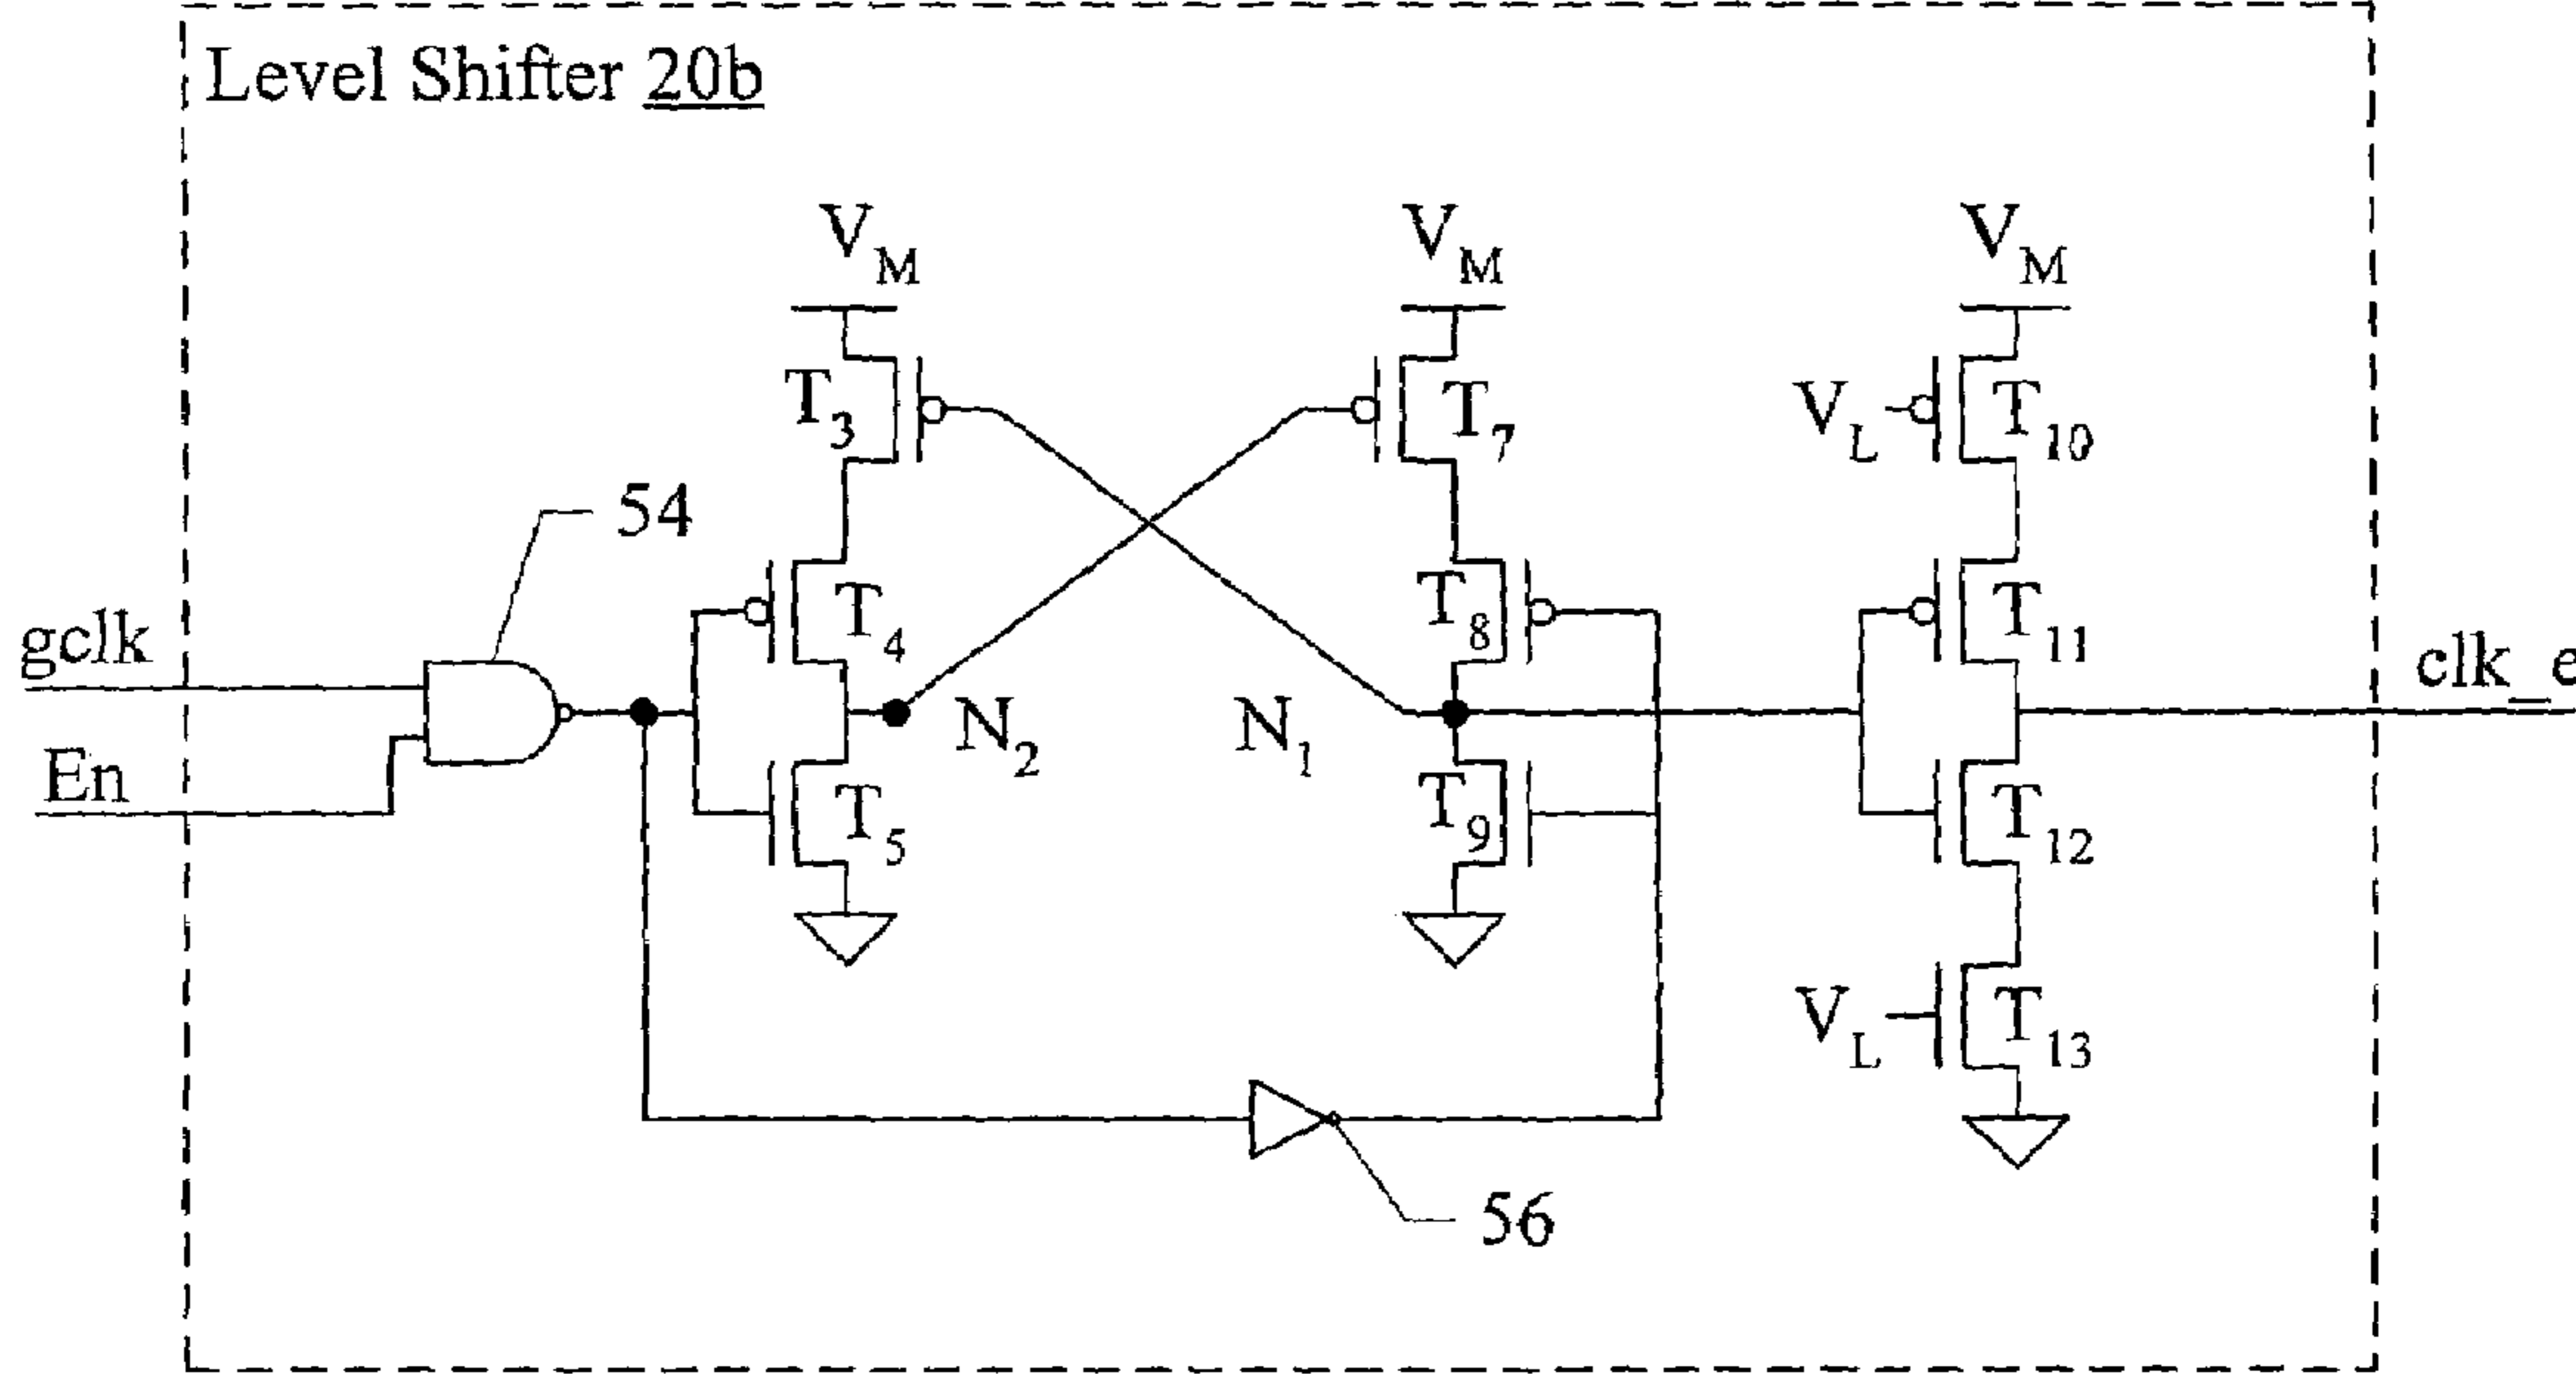 Level Shifter 20b
V_M V_M V_M
T_3 T_7 V_L T_10
54
gclk T_4 T_8 T_11 clk_e
En N_2 N_1
T_5 T_9 T_12
V_L T_13
56